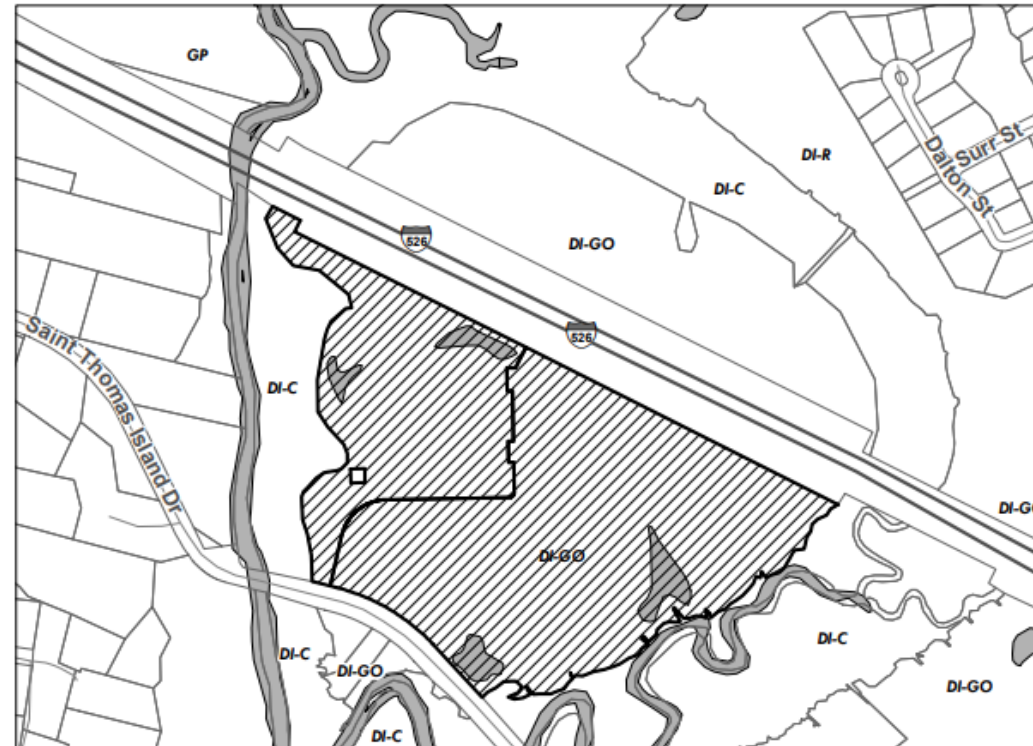 GP
Surr St
Dalton St
DI-R
DI-C
526
DI-GO
526
Saint Thomas Island Dr
DI-C
DI-GO
DI-GO
DI-C
DI-C
DI-GO
DI-GO
DI-C